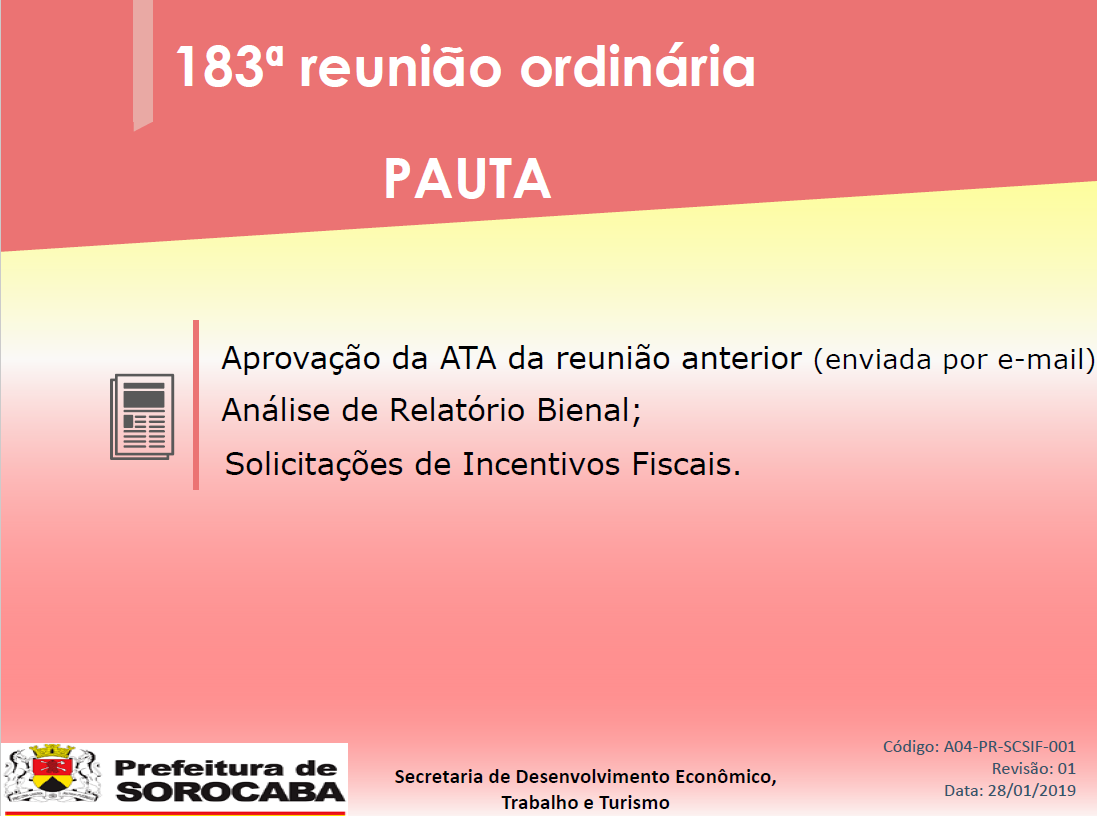 183ª reunião ordinária
PAUTA
Aprovação da ATA da reunião anterior (enviada por e-mail)
Análise de Relatório Bienal;
Solicitações de Incentivos Fiscais.
Prefeitura de
SOROCABA
Secretaria de Desenvolvimento Econômico,
Trabalho e Turismo
Código: A04-PR-SCSIF-001
Revisão: 01
Data: 28/01/2019